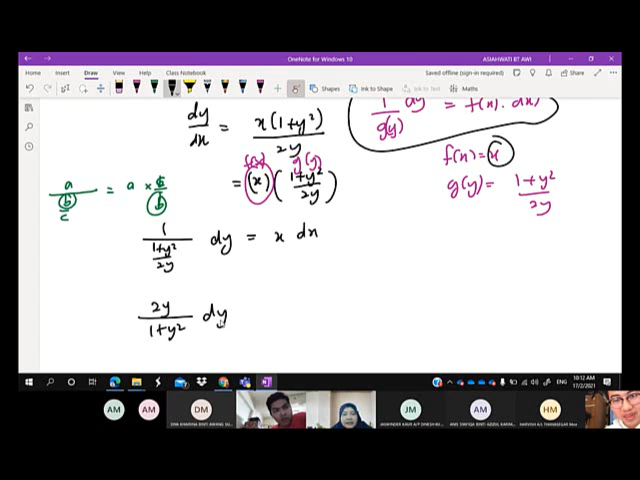 OneNote for Windows 10
ASIAHWATI BT AWI
Home Insert Draw View Help Class Notebook
Saved offline (sign-in required) Share
Shapes Ink to Shape Ink to Text Maths
dy/dx = x(1+y²)/2y
1/g(y) dy = f(x). dx
f(x) g(y)
= (x) ((1+y²)/2y)
f(x) = x
g(y) = (1+y²)/2y
a/(b/c) = a × c/b
1/((1+y²)/2y) dy = x dx
2y/(1+y²) dy
ENG
10:12 AM
17/2/2021
AM AM DM JM AM HM